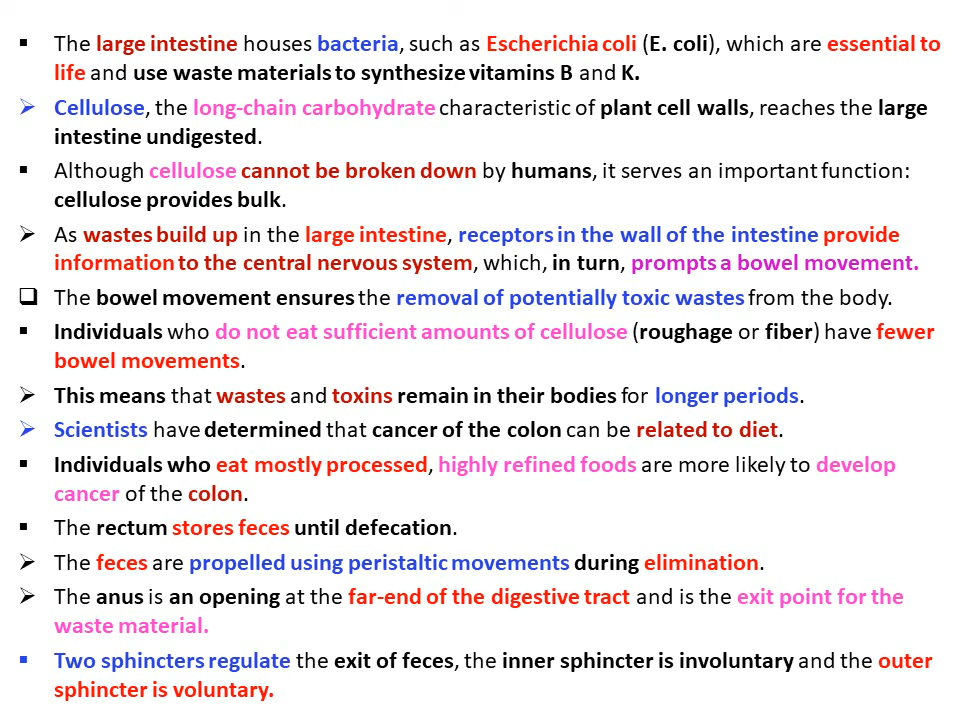 The large intestine houses bacteria, such as Escherichia coli (E. coli), which are essential to
life and use waste materials to synthesize vitamins B and K.
Cellulose, the long-chain carbohydrate characteristic of plant cell walls, reaches the large
intestine undigested.
Although cellulose cannot be broken down by humans, it serves an important function:
cellulose provides bulk.
As wastes build up in the large intestine, receptors in the wall of the intestine provide
information to the central nervous system, which, in turn, prompts a bowel movement.
The bowel movement ensures the removal of potentially toxic wastes from the body.
Individuals who do not eat sufficient amounts of cellulose (roughage or fiber) have fewer
bowel movements.
This means that wastes and toxins remain in their bodies for longer periods.
Scientists have determined that cancer of the colon can be related to diet.
Individuals who eat mostly processed, highly refined foods are more likely to develop
cancer of the colon.
The rectum stores feces until defecation.
The feces are propelled using peristaltic movements during elimination.
The anus is an opening at the far-end of the digestive tract and is the exit point for the
waste material.
Two sphincters regulate the exit of feces, the inner sphincter is involuntary and the outer
sphincter is voluntary.